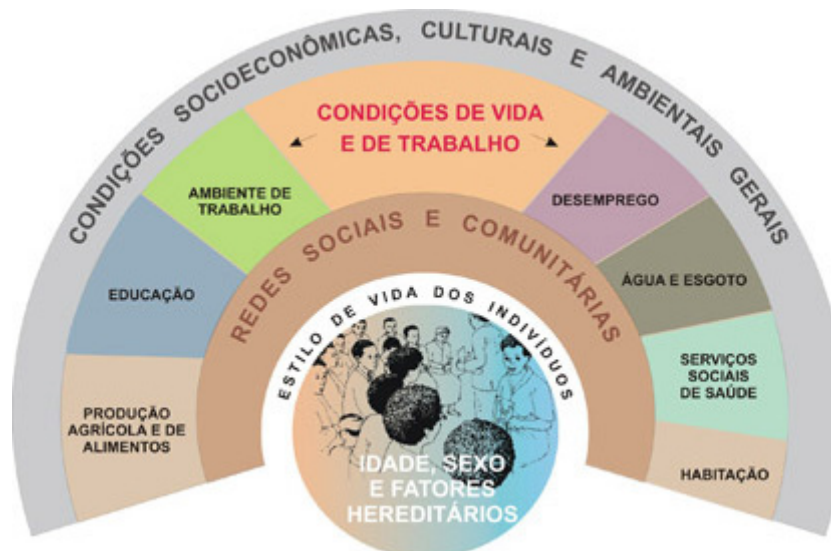 CONDIÇÕES SOCIOECONÔMICAS, CULTURAIS E AMBIENTAIS GERAIS
CONDIÇÕES DE VIDA
E DE TRABALHO
AMBIENTE DE
TRABALHO
DESEMPREGO
EDUCAÇÃO
ÁGUA E ESGOTO
PRODUÇÃO
AGRÍCOLA E DE
ALIMENTOS
SERVIÇOS
SOCIAIS
DE SAÚDE
HABITAÇÃO
REDES SOCIAIS E COMUNITÁRIAS
ESTILO DE VIDA DOS INDIVÍDUOS
IDADE, SEXO
E FATORES
HEREDITÁRIOS